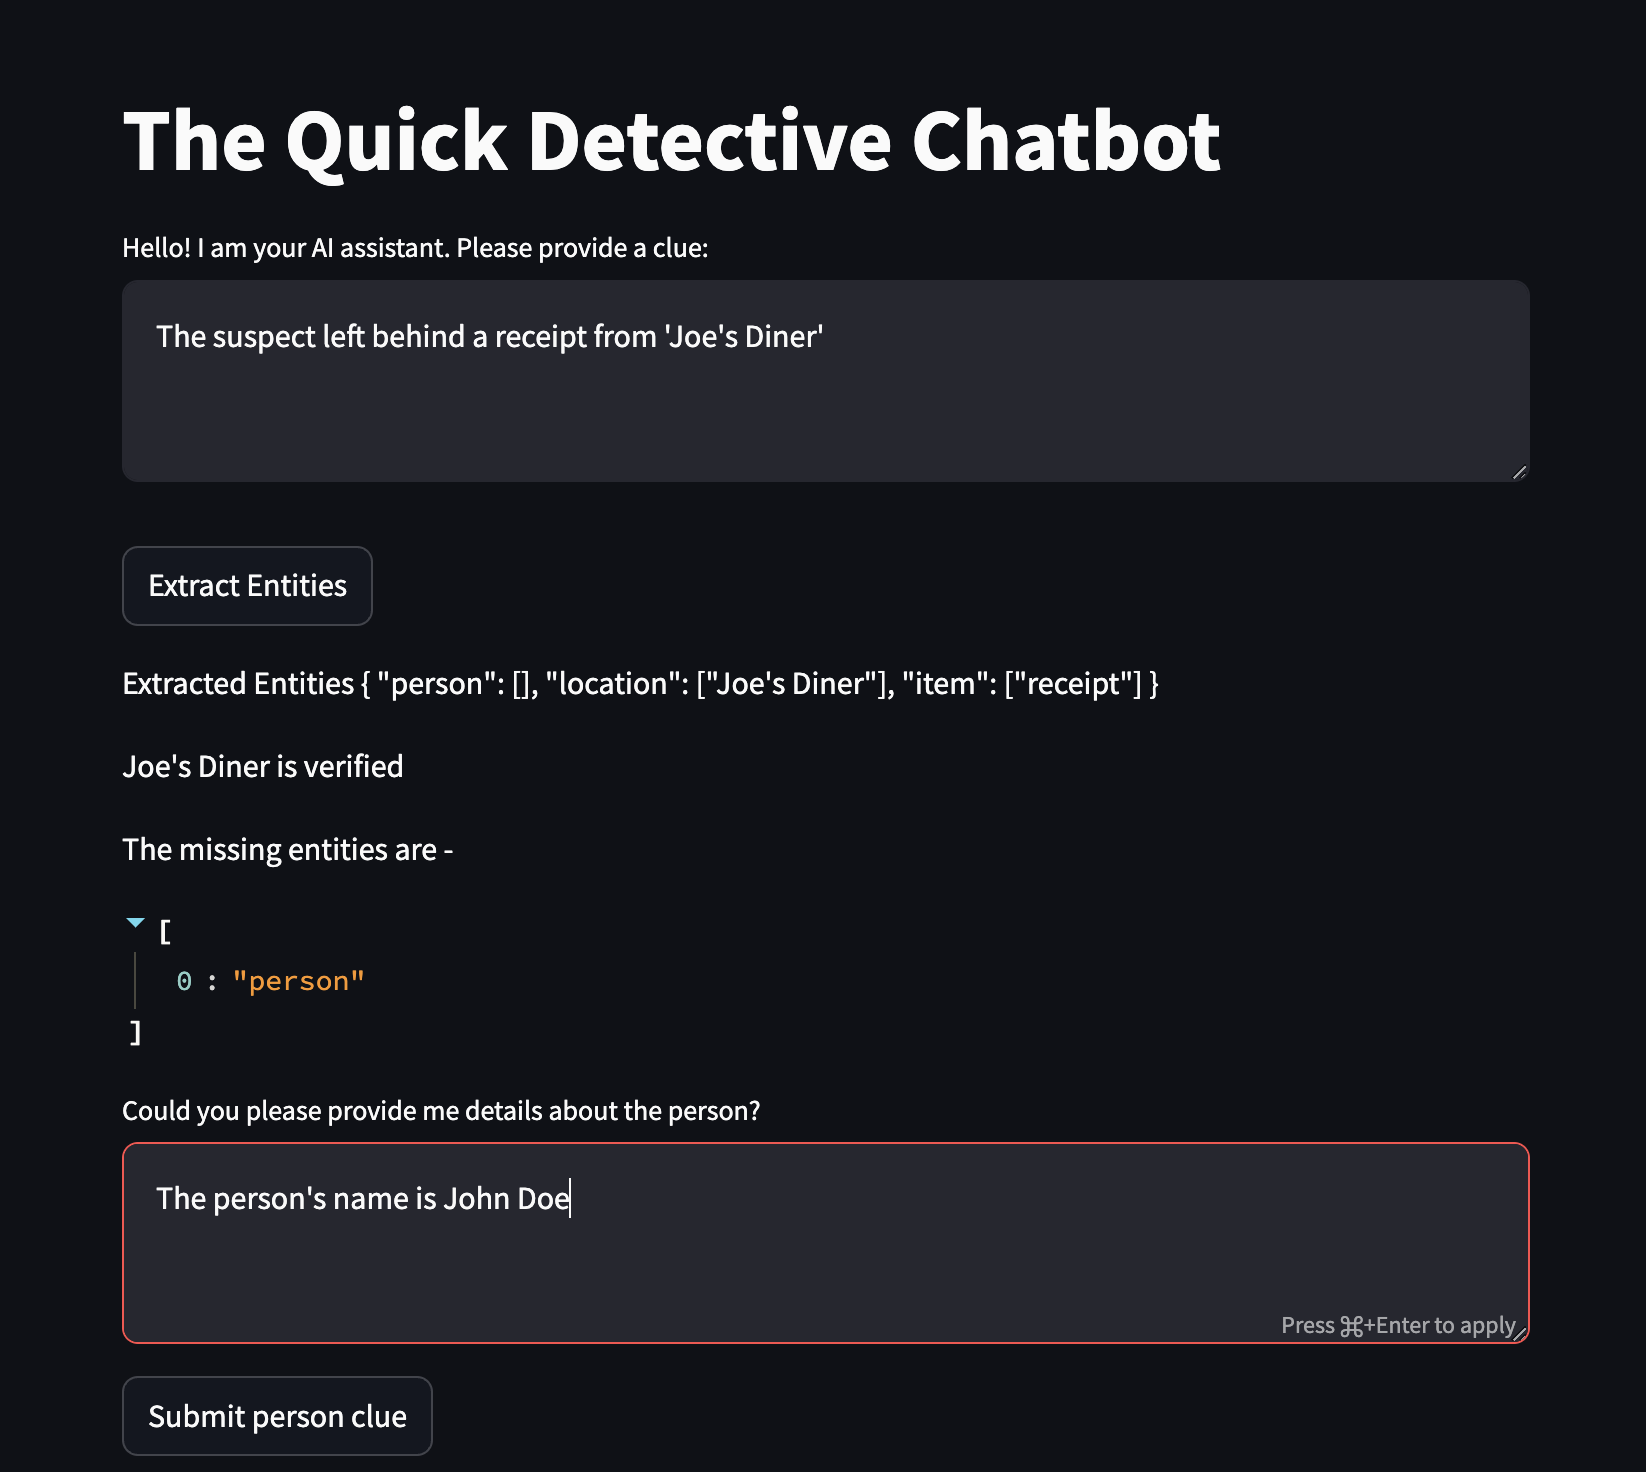 The Quick Detective Chatbot
Hello! I am your AI assistant. Please provide a clue:
The suspect left behind a receipt from 'Joe's Diner'
Extract Entities
Extracted Entities { "person": [], "location": ["Joe's Diner"], "item": ["receipt"] }
Joe's Diner is verified
The missing entities are -
[
0 : "person"
]
Could you please provide me details about the person?
The person's name is John Doe
Press ⌘+Enter to apply
Submit person clue